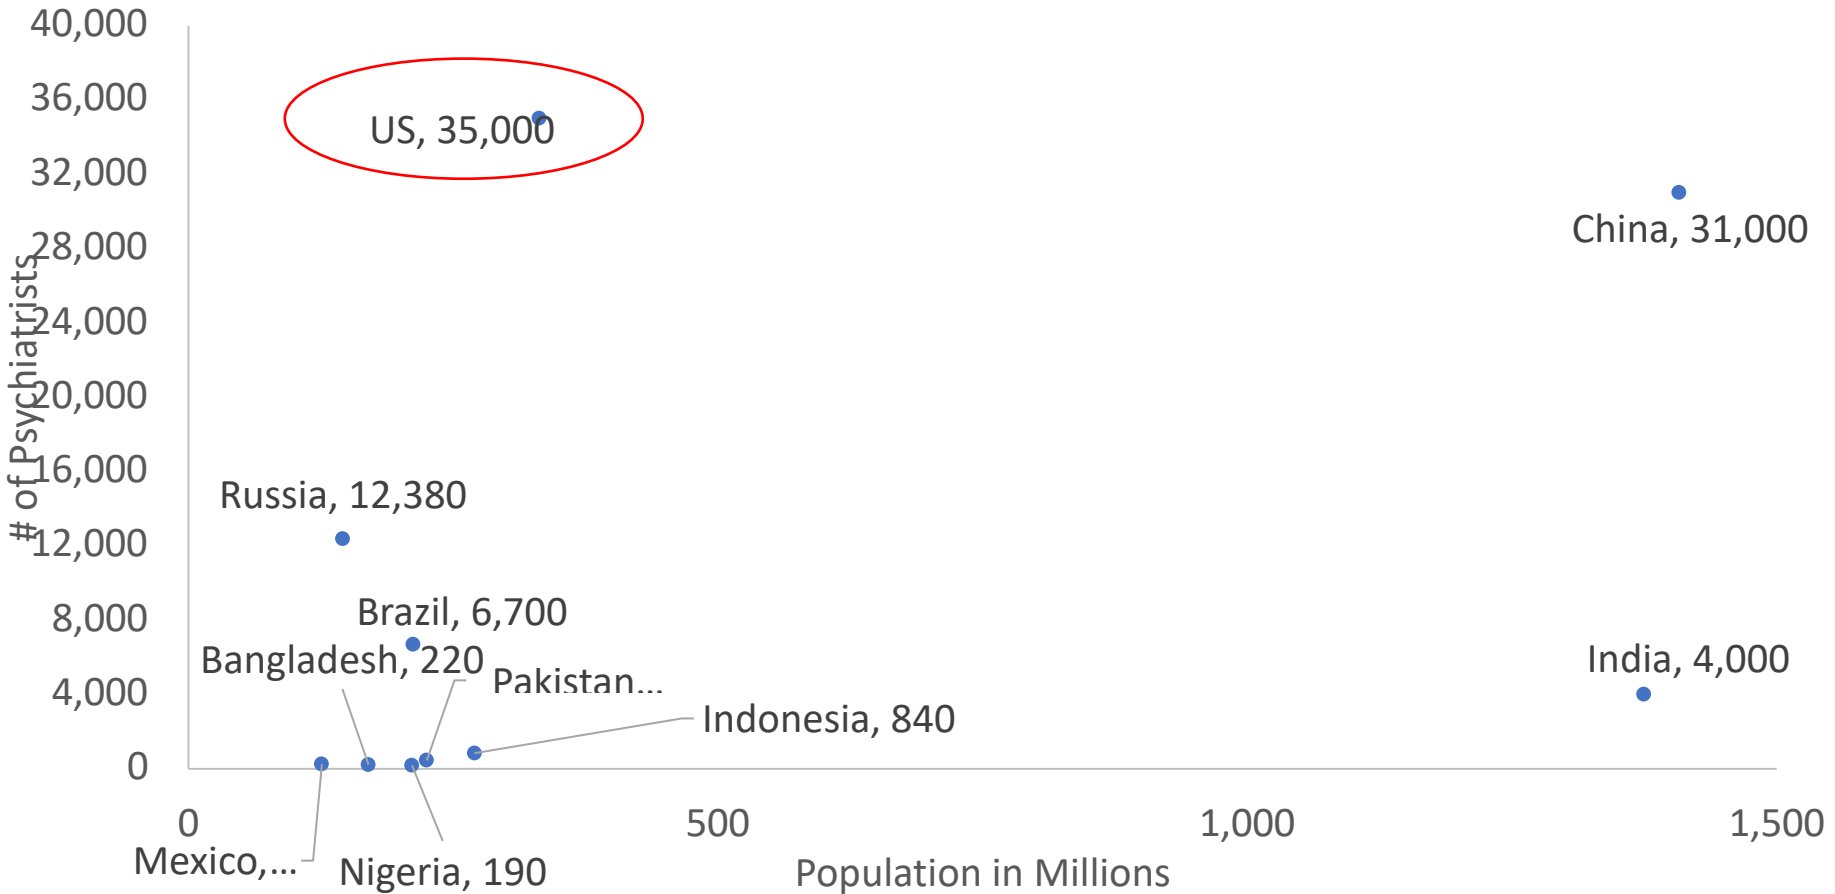 40,000
36,000
32,000
28,000
24,000
20,000
16,000
12,000
8,000
4,000
0
# of Psychiatrists
US, 35,000
China, 31,000
Russia, 12,380
Brazil, 6,700
Bangladesh, 220
Pakistan...
India, 4,000
Indonesia, 840
0
500
1,000
1,500
Mexico,...
Nigeria, 190
Population in Millions